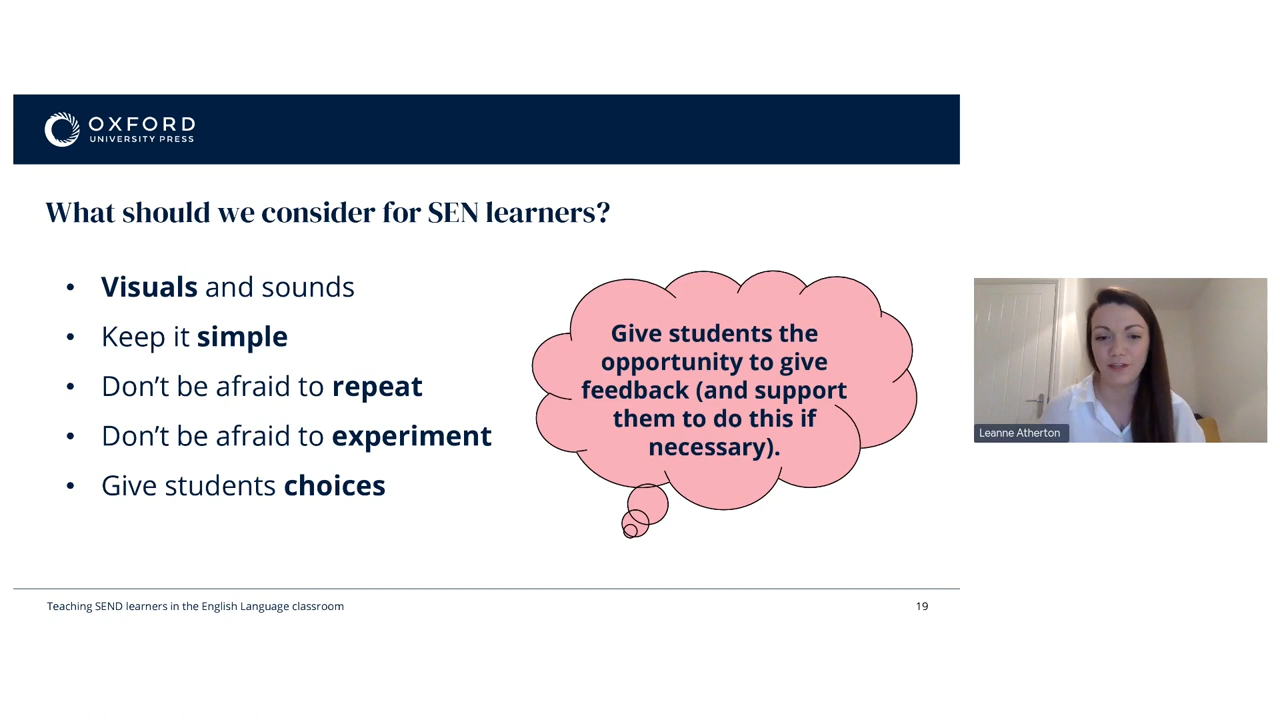 OXFORD
UNIVERSITY PRESS
What should we consider for SEN learners?
• Visuals and sounds
• Keep it simple
• Don’t be afraid to repeat
• Don’t be afraid to experiment
• Give students choices
Give students the
opportunity to give
feedback (and support
them to do this if
necessary).
Leanne Atherton
Teaching SEND learners in the English Language classroom
19